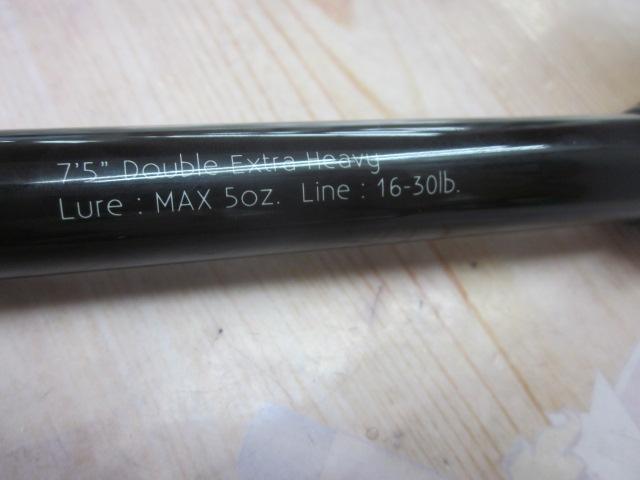 7'5" Double Extra Heavy
Lure : MAX 5oz. Line : 16-30lb.